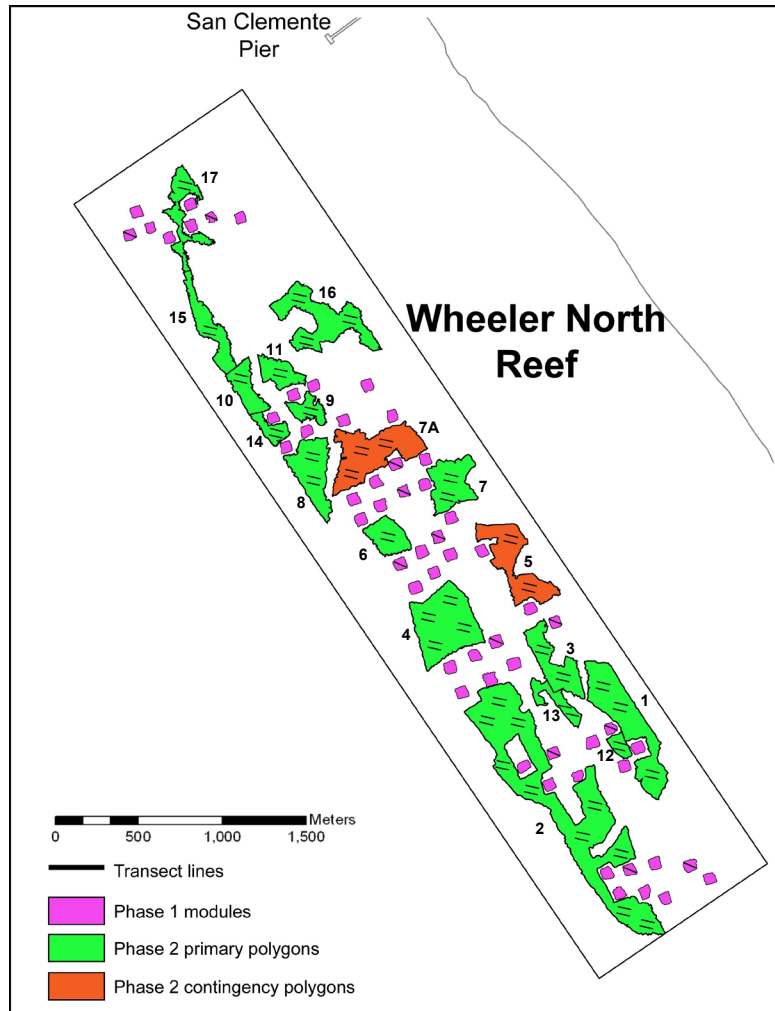 San Clemente
Pier
17
16
Wheeler North
Reef
15
11
10
9
14
7A
8
7
6
5
4
3
1
13
12
2
Meters
0 500 1,000 1,500
Transect lines
Phase 1 modules
Phase 2 primary polygons
Phase 2 contingency polygons